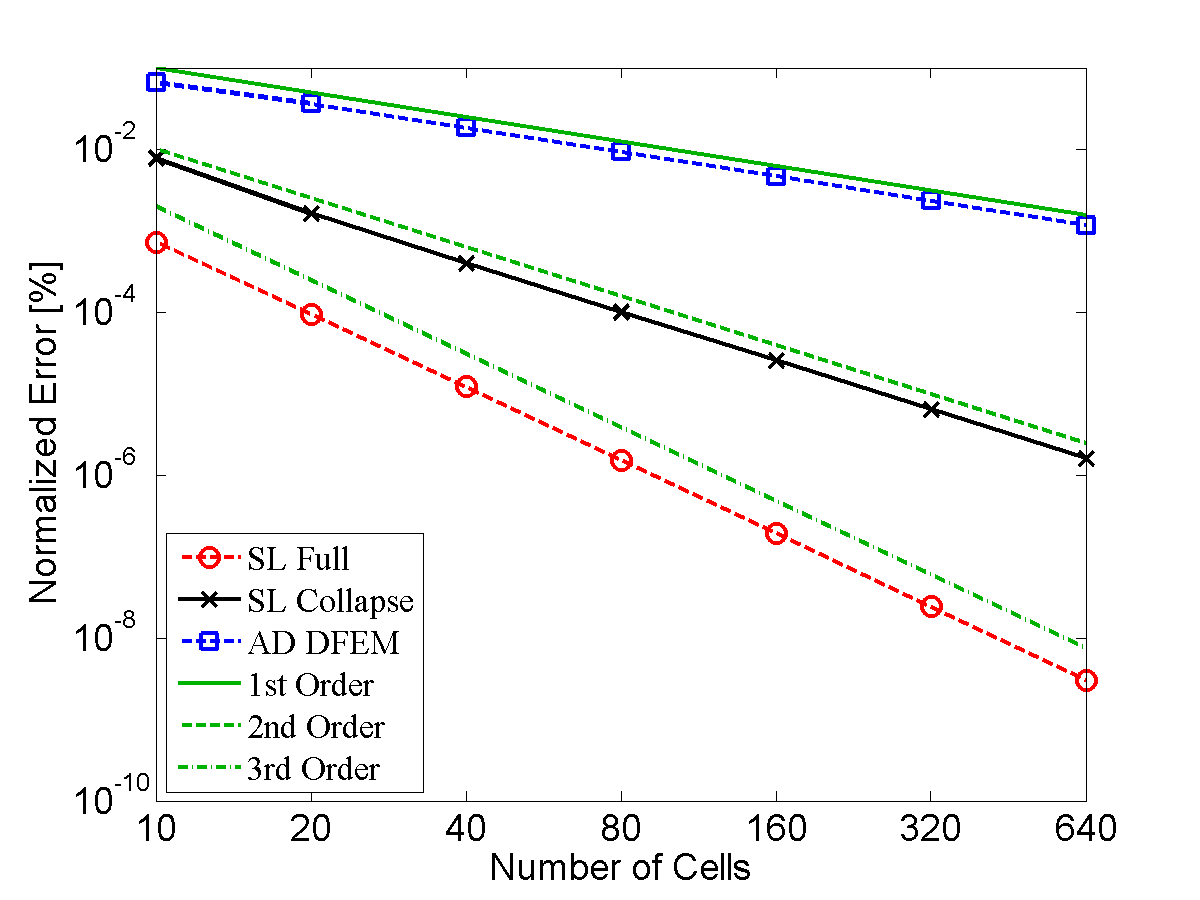 10^-2
10^-4
10^-6
10^-8
10^-10
Normalized Error [%]
SL Full
SL Collapse
AD DFEM
1st Order
2nd Order
3rd Order
10 20 40 80 160 320 640
Number of Cells